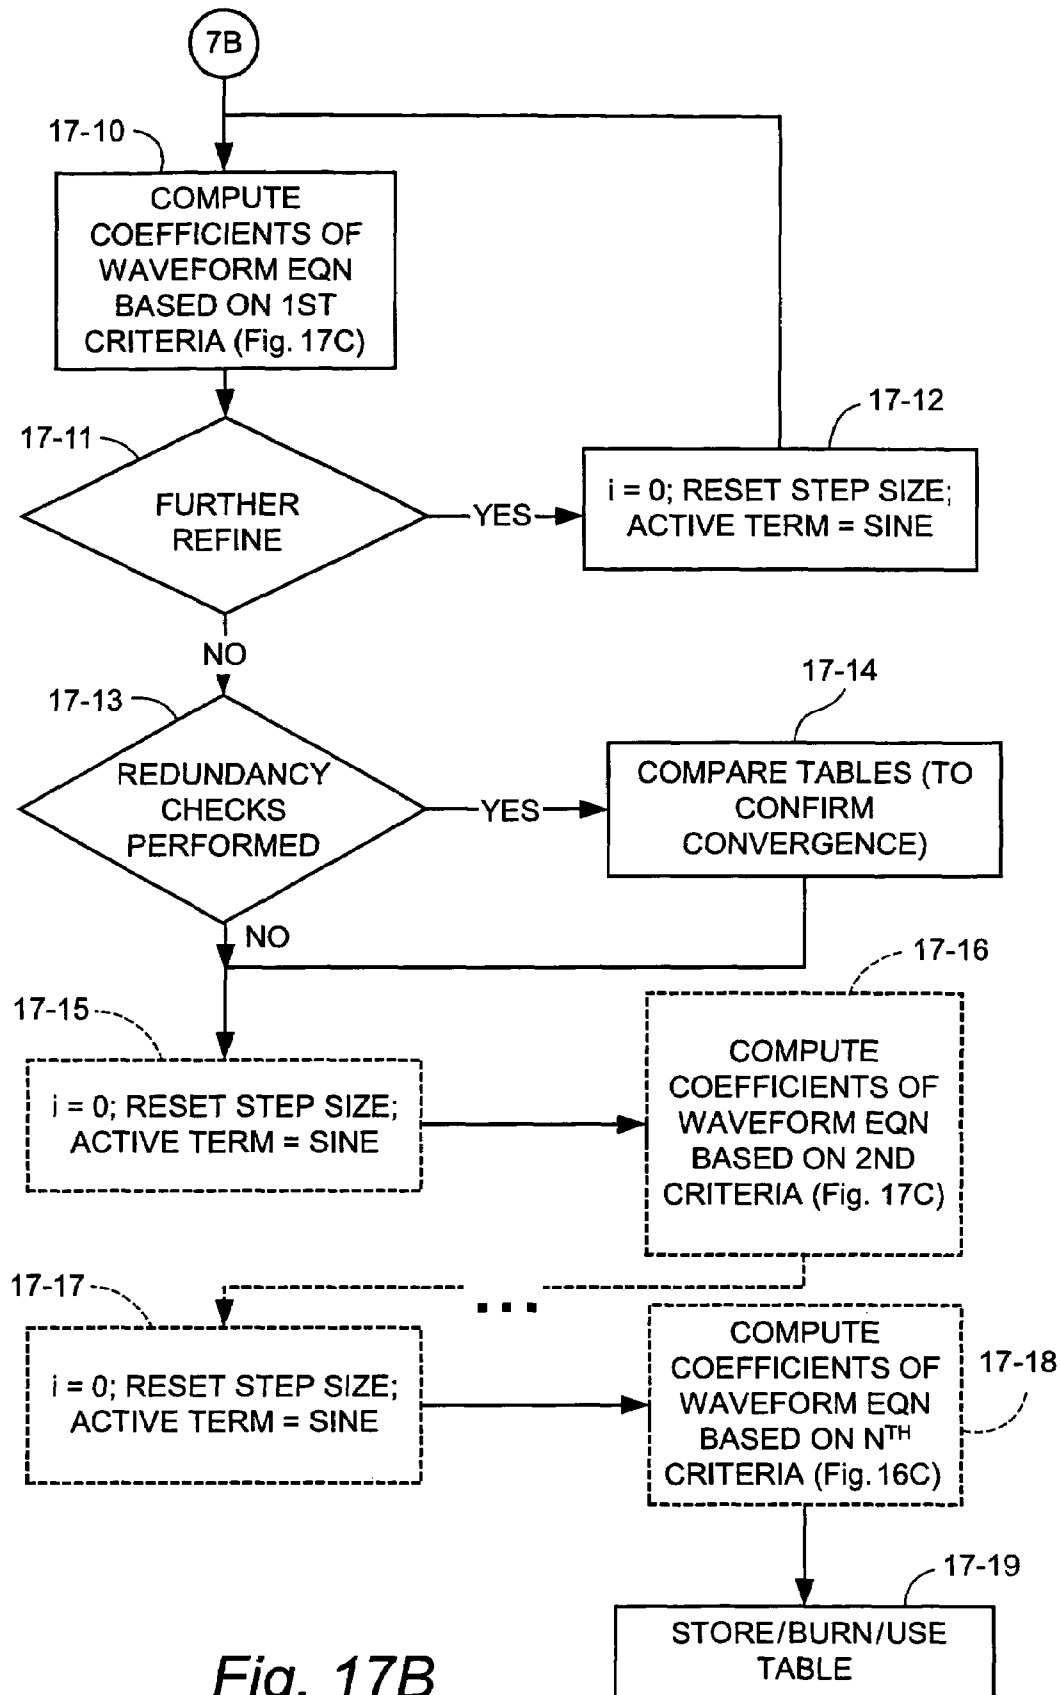 7B
17-10
COMPUTE
COEFFICIENTS OF
WAVEFORM EQN
BASED ON 1ST
CRITERIA (Fig. 17C)
17-11
FURTHER
REFINE
YES
17-12
i = 0; RESET STEP SIZE;
ACTIVE TERM = SINE
NO
17-13
REDUNDANCY
CHECKS
PERFORMED
YES
17-14
COMPARE TABLES (TO
CONFIRM
CONVERGENCE)
NO
17-15
i = 0; RESET STEP SIZE;
ACTIVE TERM = SINE
17-16
COMPUTE
COEFFICIENTS OF
WAVEFORM EQN
BASED ON 2ND
CRITERIA (Fig. 17C)
17-17
i = 0; RESET STEP SIZE;
ACTIVE TERM = SINE
...
17-18
COMPUTE
COEFFICIENTS OF
WAVEFORM EQN
BASED ON Nᵀᴴ
CRITERIA (Fig. 16C)
17-19
STORE/BURN/USE
TABLE
Fig. 17B